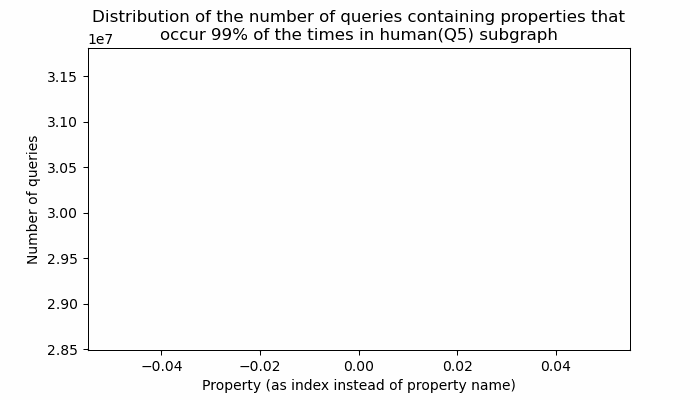 Distribution of the number of queries containing properties that
occur 99% of the times in human(Q5) subgraph
1e7
3.15
3.10
3.05
3.00
2.95
2.90
2.85
Number of queries
−0.04
−0.02
0.00
0.02
0.04
Property (as index instead of property name)